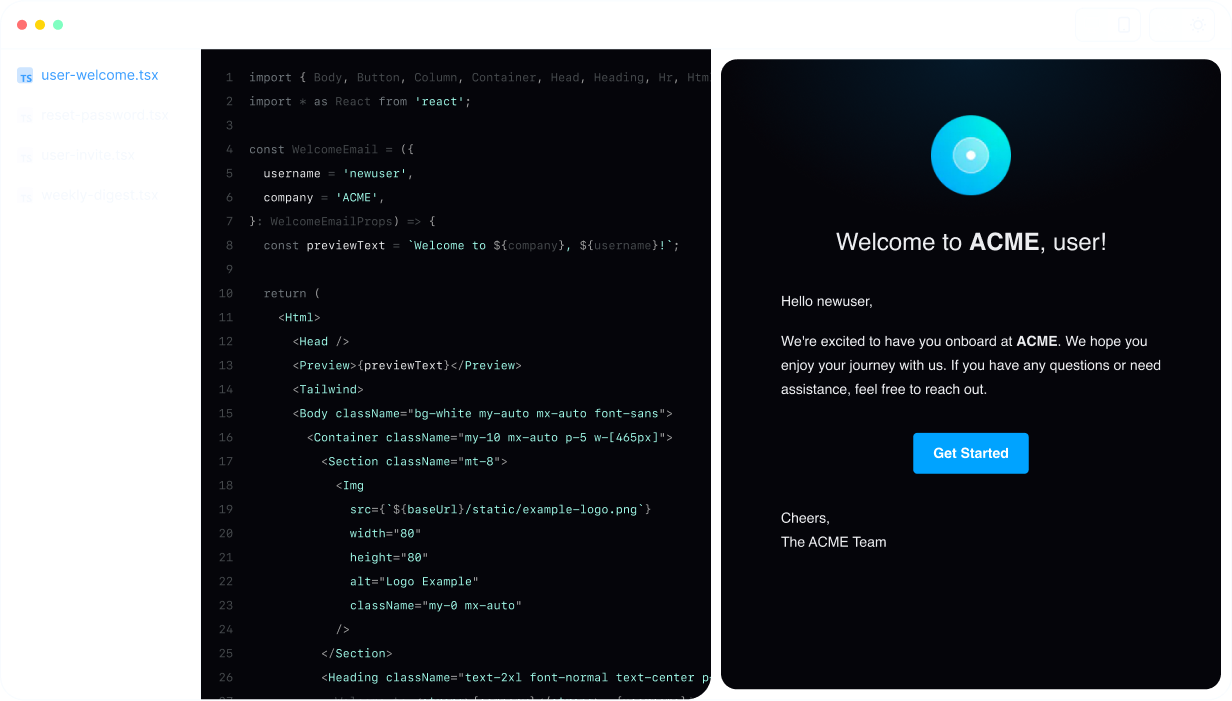 user-welcome.tsx
reset-password.tsx
user-invite.tsx
weekly-digest.tsx
1 import { Body, Button, Column, Container, Head, Heading, Hr, Htm
2 import * as React from 'react';
3
4 const WelcomeEmail = ({
5 username = 'newuser',
6 company = 'ACME',
7 }: WelcomeEmailProps) => {
8 const previewText = `Welcome to ${company}, ${username}!`;
9
10 return (
11 <Html>
12 <Head />
13 <Preview>{previewText}</Preview>
14 <Tailwind>
15 <Body className="bg-white my-auto mx-auto font-sans">
16 <Container className="my-10 mx-auto p-5 w-[465px]">
17 <Section className="mt-8">
18 <Img
19 src={`${baseUrl}/static/example-logo.png`}
20 width="80"
21 height="80"
22 alt="Logo Example"
23 className="my-0 mx-auto"
24 />
25 </Section>
26 <Heading className="text-2xl font-normal text-center p
Welcome to ACME, user!
Hello newuser,
We're excited to have you onboard at ACME. We hope you
enjoy your journey with us. If you have any questions or need
assistance, feel free to reach out.
Get Started
Cheers,
The ACME Team